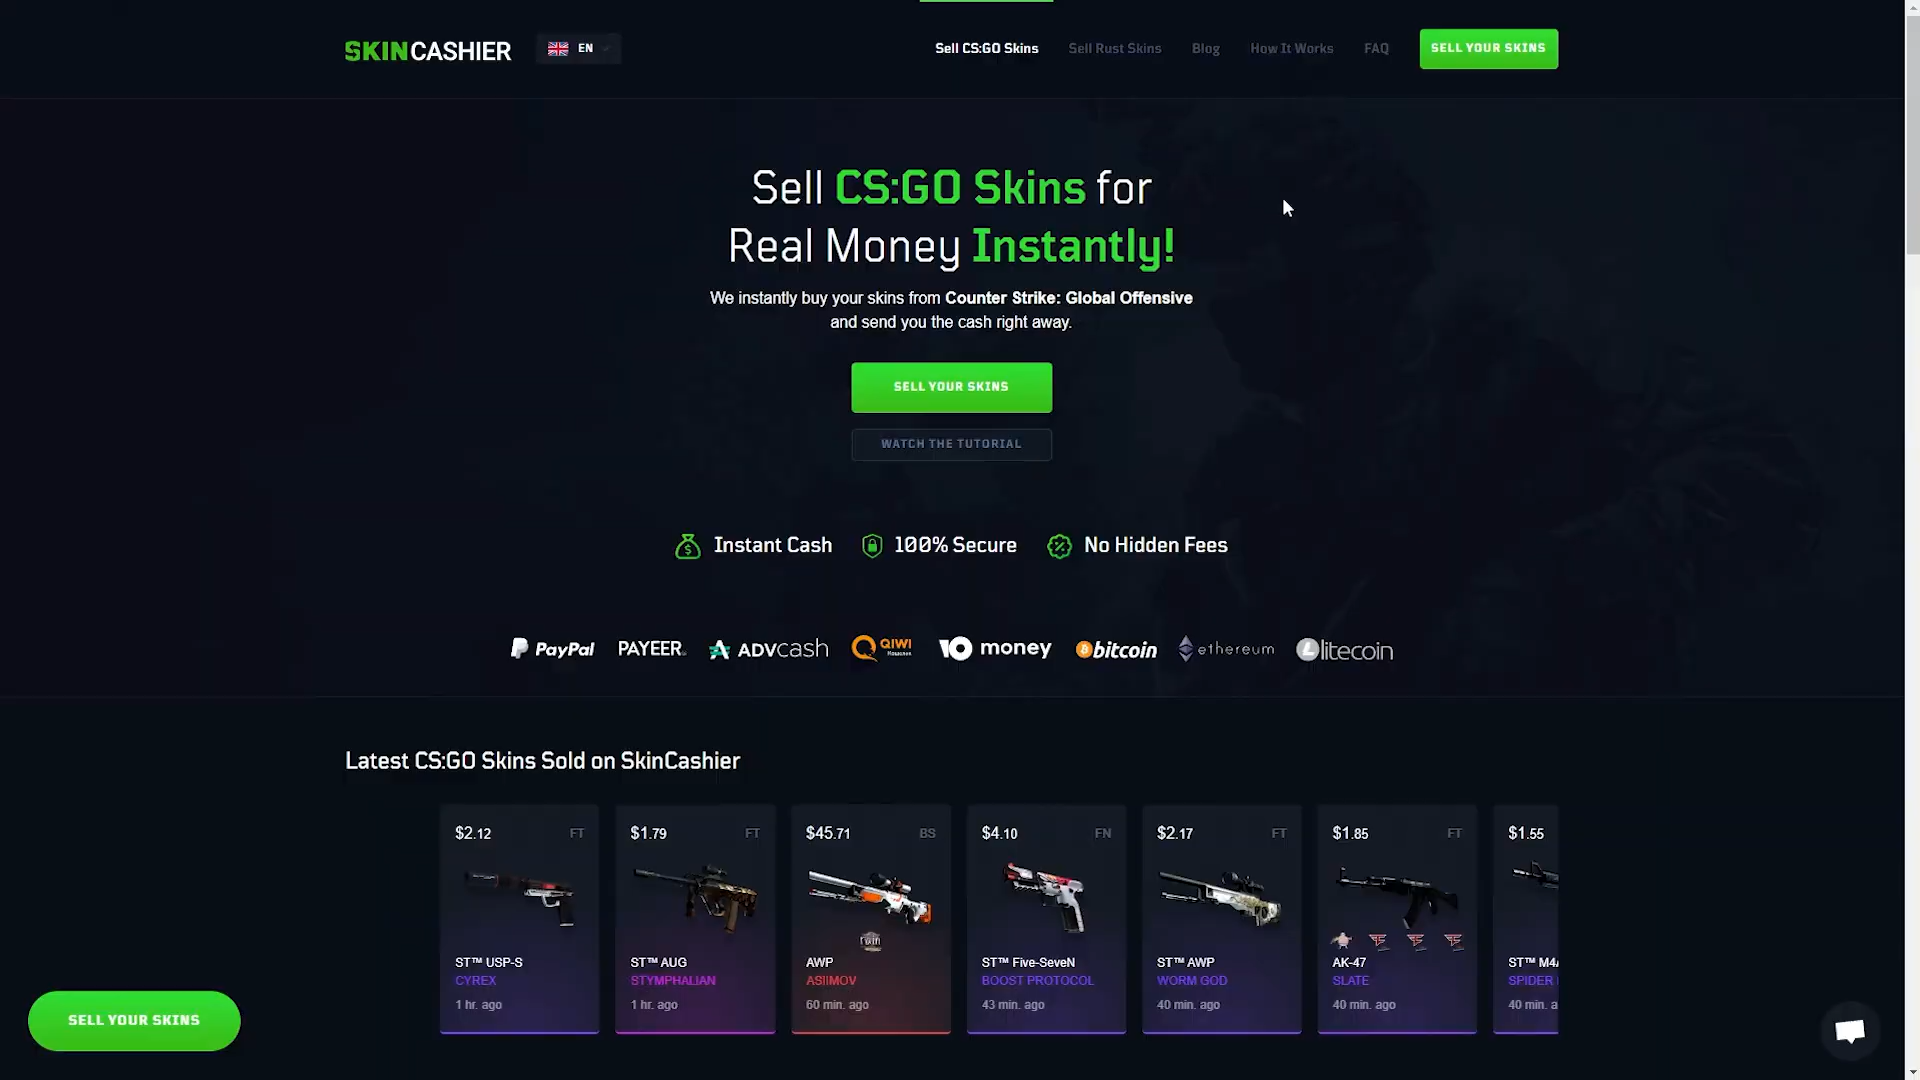 SKINCASHIER
EN
Sell CS:GO Skins
Sell Rust Skins
Blog
How It Works
FAQ
SELL YOUR SKINS
Sell CS:GO Skins for
Real Money Instantly!
We instantly buy your skins from Counter Strike: Global Offensive
and send you the cash right away.
SELL YOUR SKINS
WATCH THE TUTORIAL
Instant Cash
100% Secure
No Hidden Fees
PayPal
PAYEER
ADVcash
QIWI
money
bitcoin
ethereum
litecoin
Latest CS:GO Skins Sold on SkinCashier
$2.12 FT
ST™ USP-S
CYREX
1 hr. ago
$1.79 FT
ST™ AUG
STYMPHALIAN
1 hr. ago
$45.71 BS
AWP
ASIIMOV
60 min. ago
$4.10 FN
ST™ Five-SeveN
BOOST PROTOCOL
43 min. ago
$2.17 FT
ST™ AWP
WORM GOD
40 min. ago
$1.85 FT
AK-47
SLATE
40 min. ago
$1.55
ST™ M4A
SPIDER
40 min. a
SELL YOUR SKINS